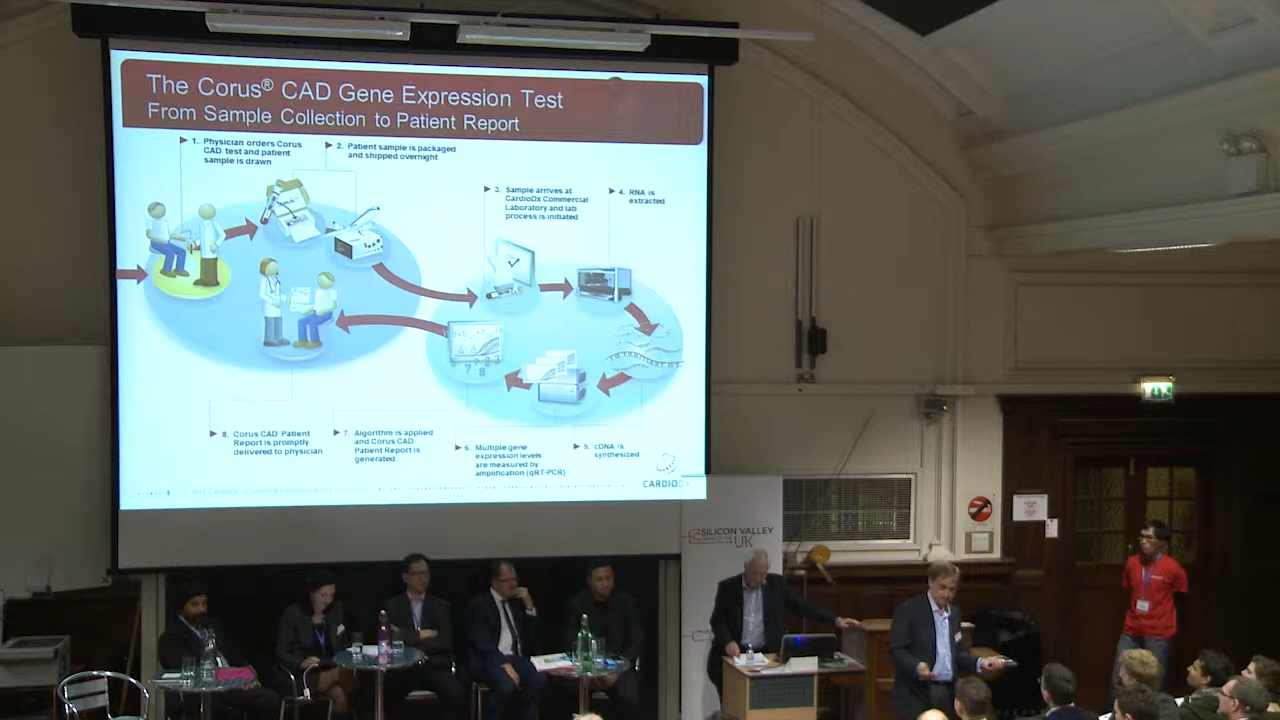 The Corus® CAD Gene Expression Test
From Sample Collection to Patient Report
1. Physician orders Corus
CAD test and patient
sample is drawn
2. Patient sample is packaged
and shipped overnight
3. Sample arrives at
CardioDx Commercial
Laboratory and lab
process is initiated
4. RNA is
extracted
8. Corus CAD Patient
Report is promptly
delivered to physician
7. Algorithm is applied
and Corus CAD
Patient Report is
generated
6. Multiple gene
expression levels
are measured by
amplification (qRT-PCR)
5. cDNA is
synthesized
4
CARDIODX
SILICON VALLEY
UK